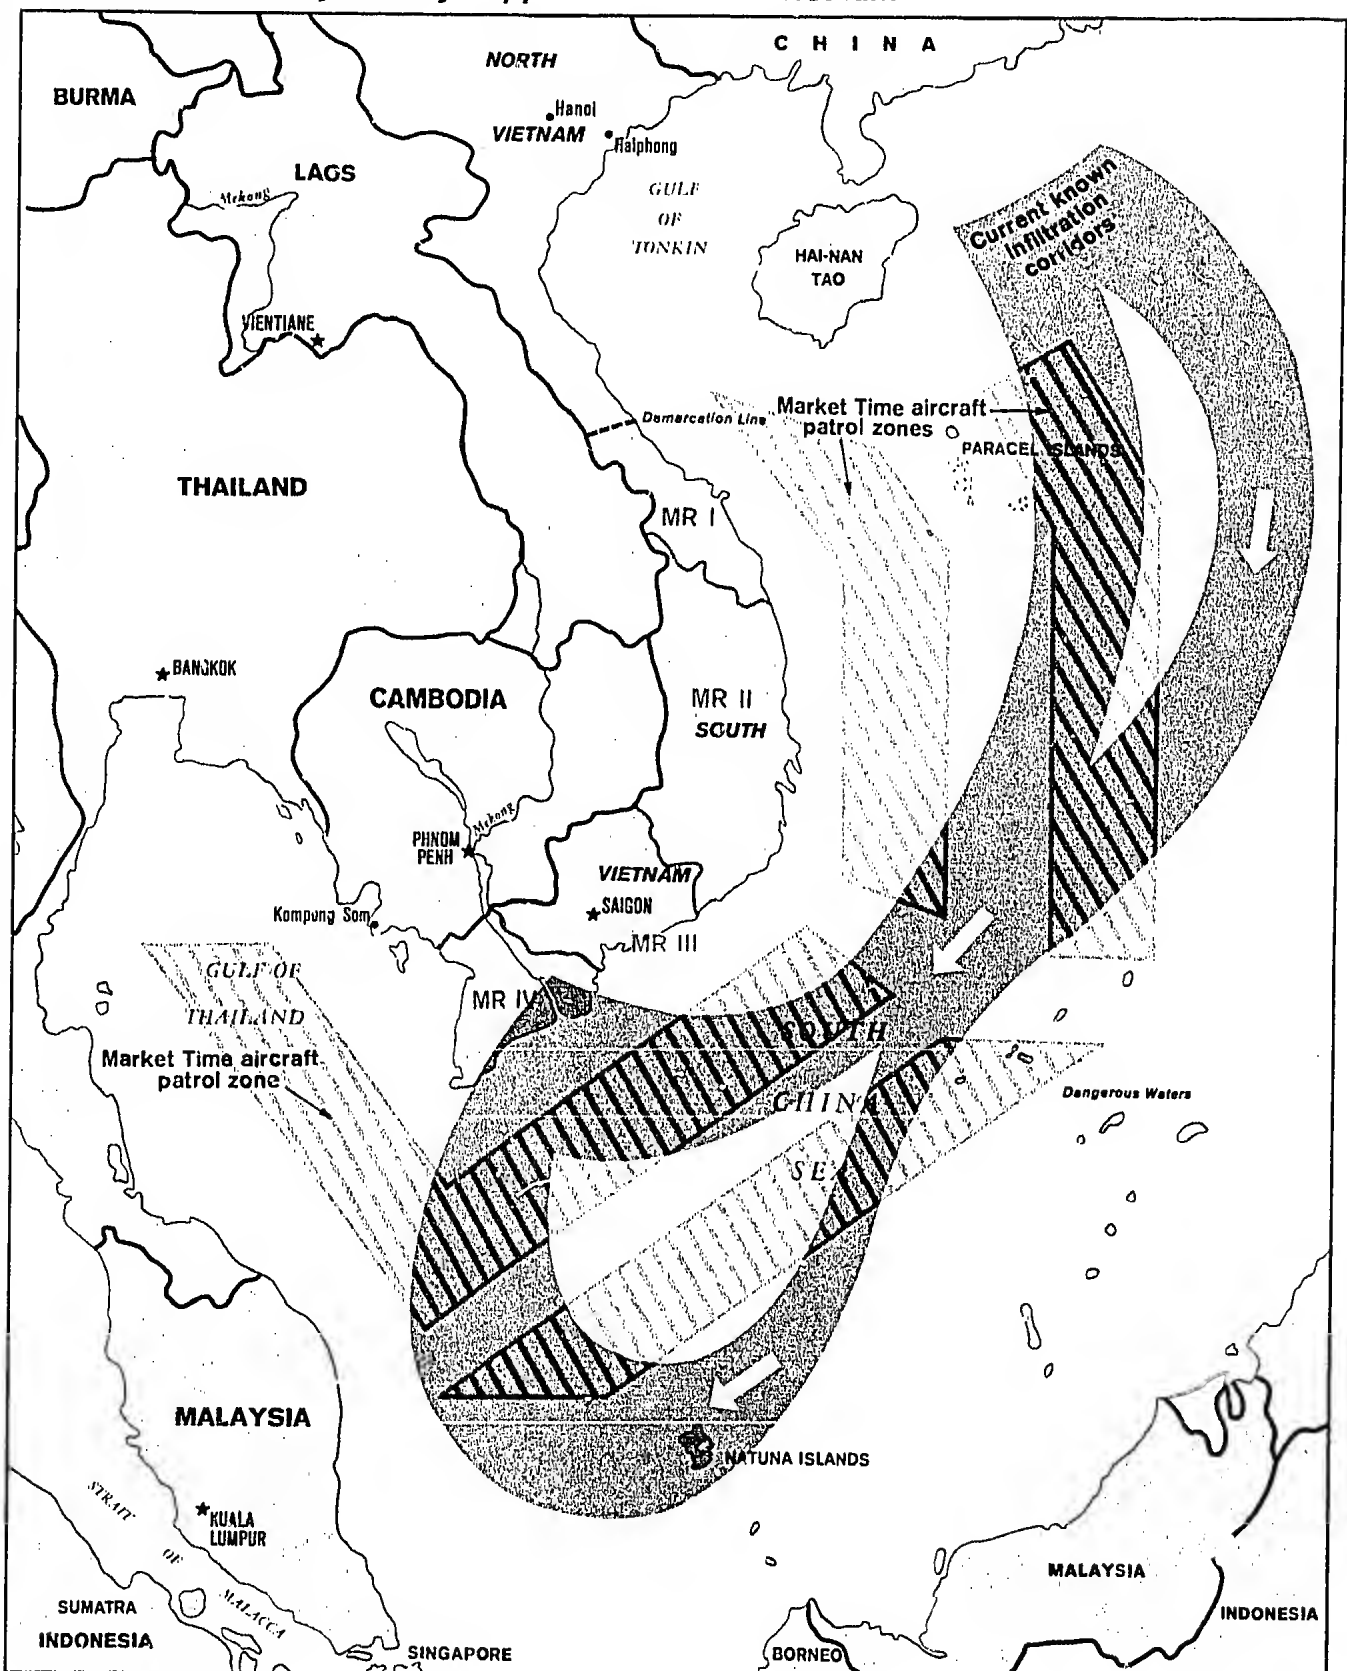 C H I N A
NORTH
BURMA
Hanoi
VIETNAM
Haiphong
LAOS
Mekong
GULF
OF
TONKIN
HAI-NAN
TAO
Current known
infiltration
corridors
VIENTIANE
Demarcation Line
Market Time aircraft
patrol zones
PARACEL ISLANDS
THAILAND
MR I
BANGKOK
CAMBODIA
MR II
SOUTH
Mekong
PHNOM
PENH
VIETNAM
SAIGON
Kompung Som
MR III
GULF OF
THAILAND
MR IV
SOUTH
Market Time aircraft
patrol zone
CHINA
Dangerous Waters
SEA
MALAYSIA
NATUNA ISLANDS
STRAIT
OF
MALACCA
KUALA
LUMPUR
MALAYSIA
SUMATRA
INDONESIA
INDONESIA
SINGAPORE
BORNEO